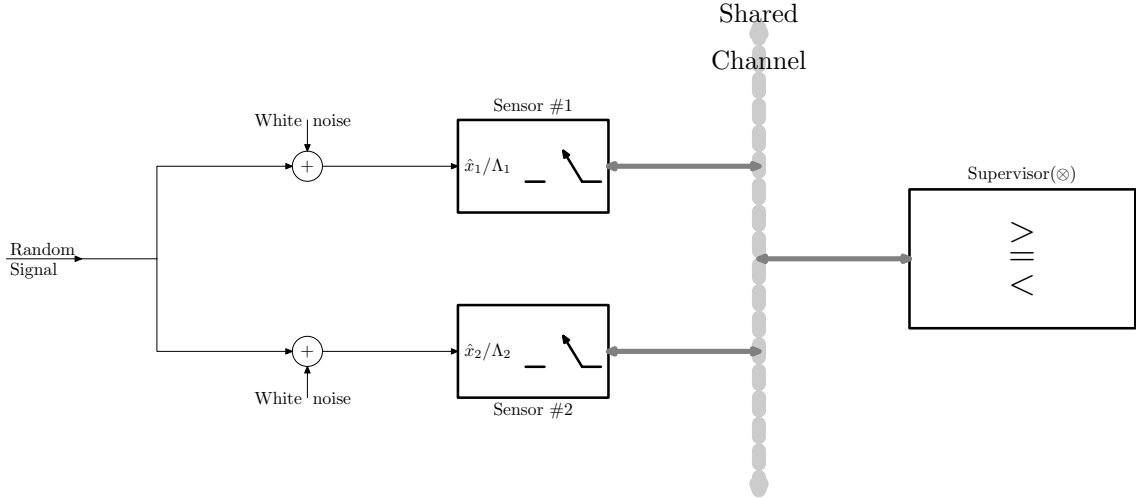 Shared
Channel
Sensor #1
White noise
+
x̂₁/Λ₁
Supervisor(⊗)
Random
Signal
> = <
+
x̂₂/Λ₂
White noise
Sensor #2